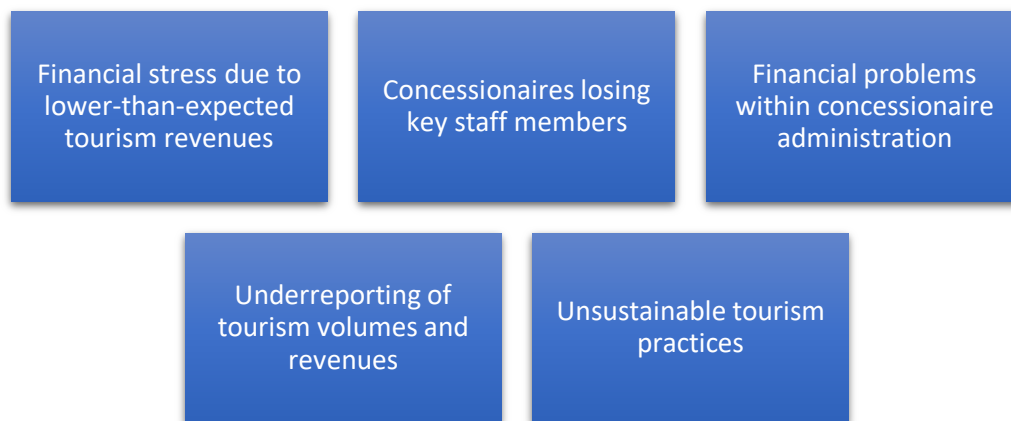 Financial stress due to
lower-than-expected
tourism revenues
Concessionaires losing
key staff members
Financial problems
within concessionaire
administration
Underreporting of
tourism volumes and
revenues
Unsustainable tourism
practices